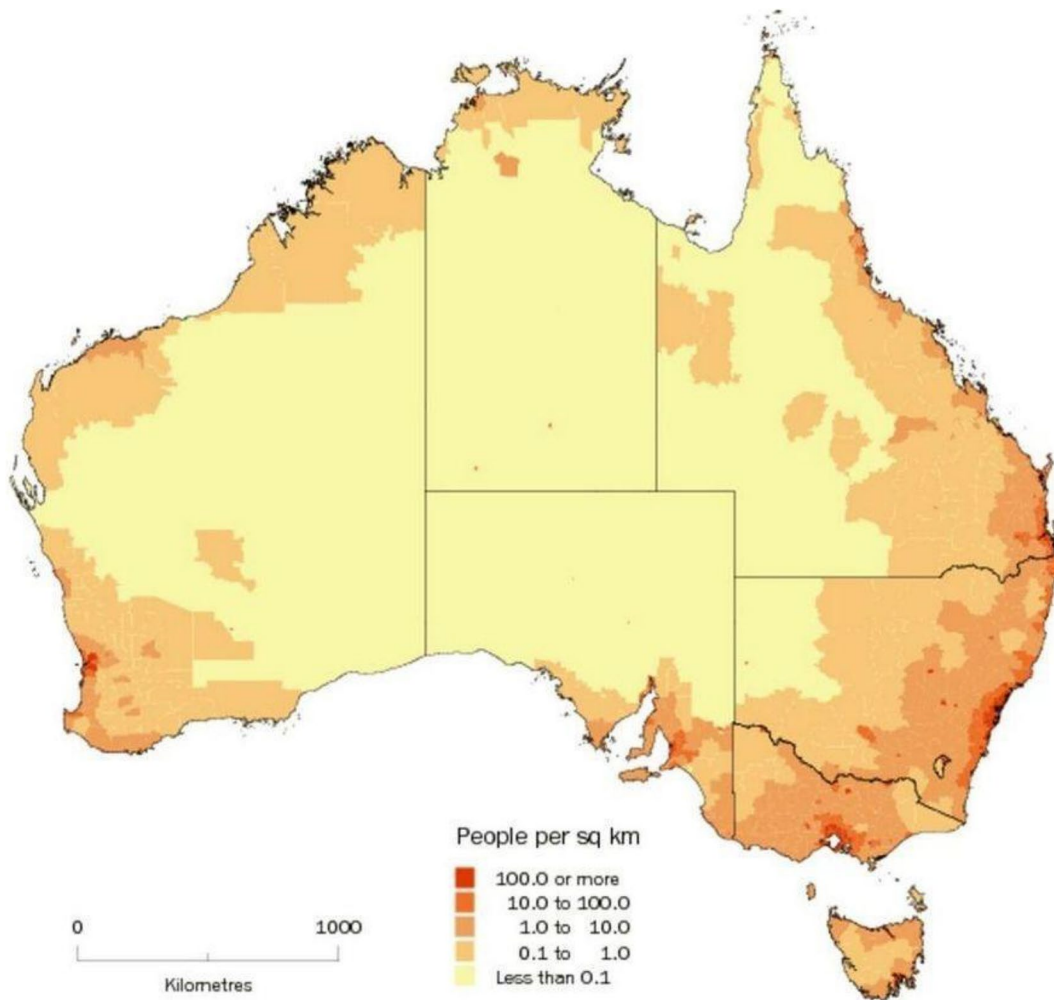 People per sq km
100.0 or more
10.0 to 100.0
1.0 to 10.0
0.1 to 1.0
Less than 0.1
0 1000
Kilometres